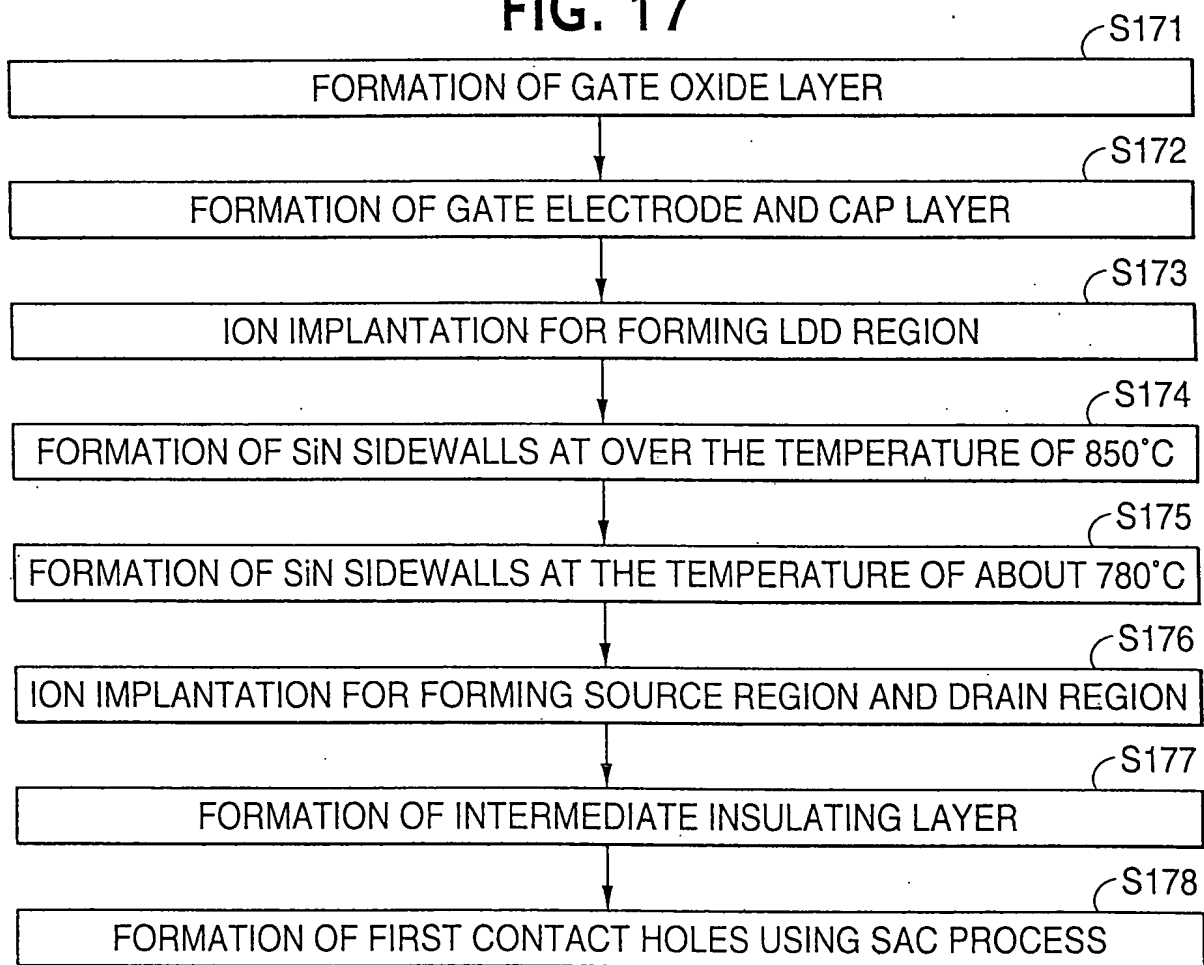 FIG. 17
S171
FORMATION OF GATE OXIDE LAYER
S172
FORMATION OF GATE ELECTRODE AND CAP LAYER
S173
ION IMPLANTATION FOR FORMING LDD REGION
S174
FORMATION OF SiN SIDEWALLS AT OVER THE TEMPERATURE OF 850°C
S175
FORMATION OF SiN SIDEWALLS AT THE TEMPERATURE OF ABOUT 780°C
S176
ION IMPLANTATION FOR FORMING SOURCE REGION AND DRAIN REGION
S177
FORMATION OF INTERMEDIATE INSULATING LAYER
S178
FORMATION OF FIRST CONTACT HOLES USING SAC PROCESS